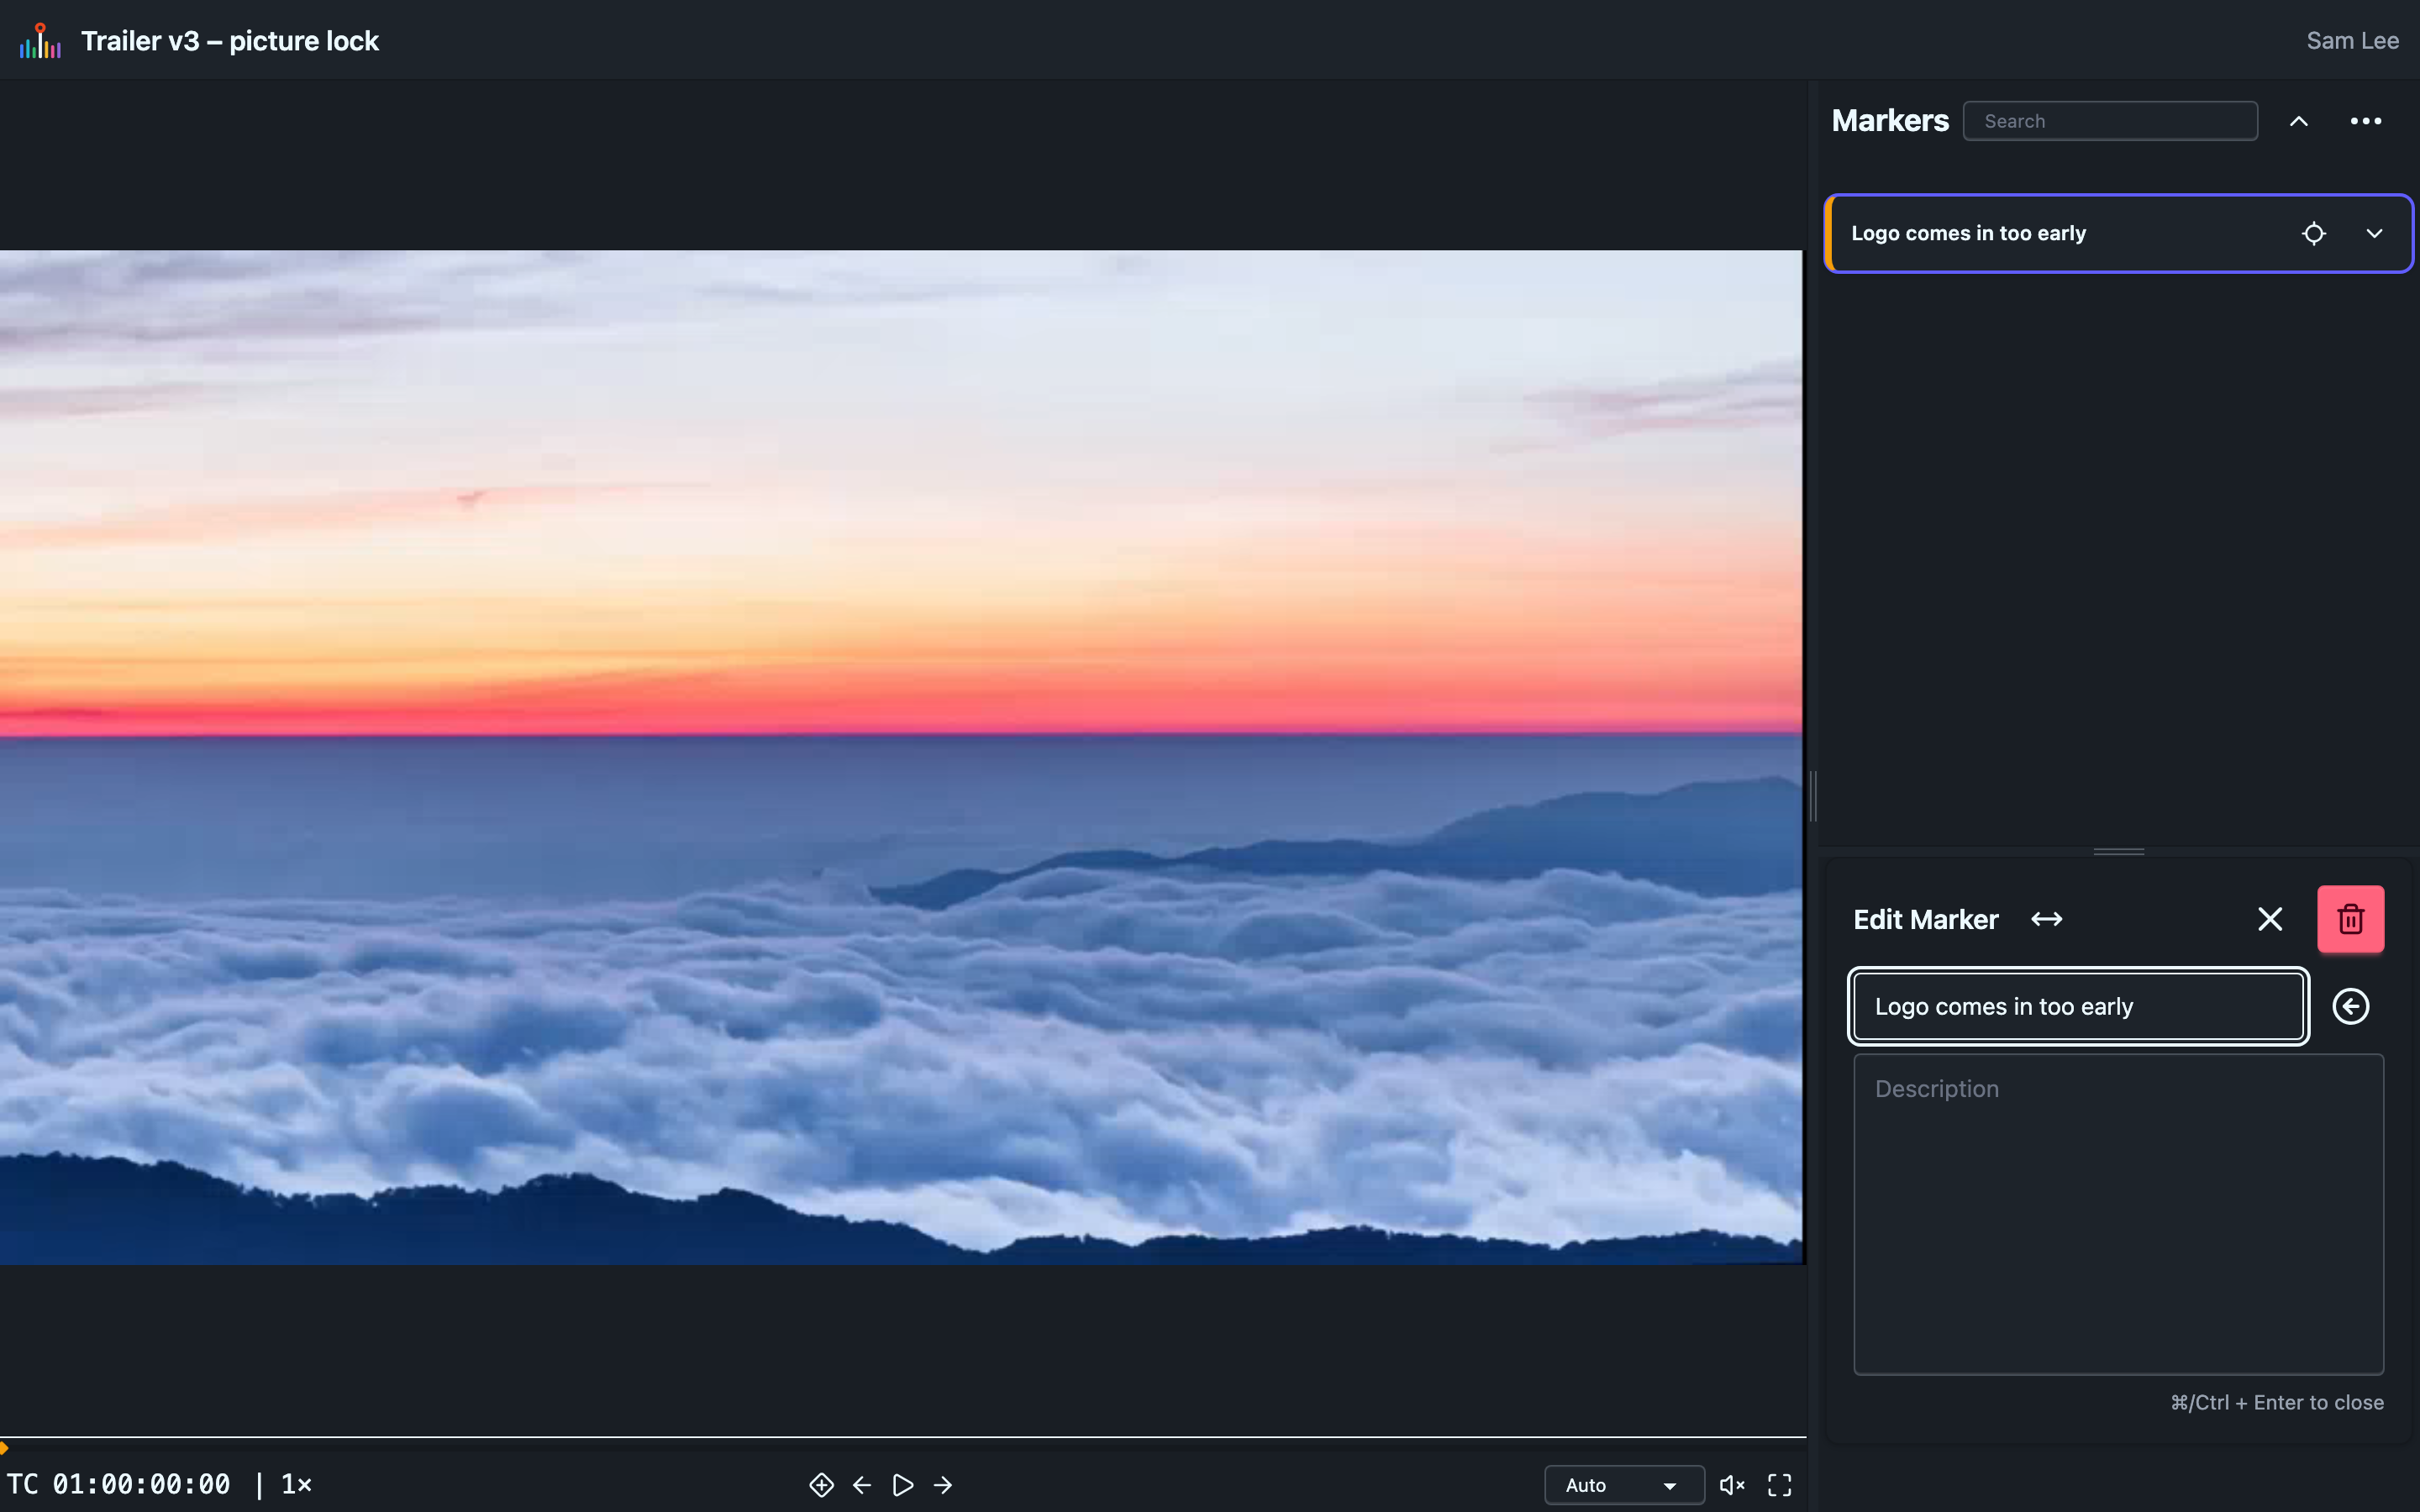 Trailer v3 – picture lock
Sam Lee
Markers
Search
Logo comes in too early
Edit Marker
Logo comes in too early
Description
⌘/Ctrl + Enter to close
TC 01:00:00:00 | 1×
Auto